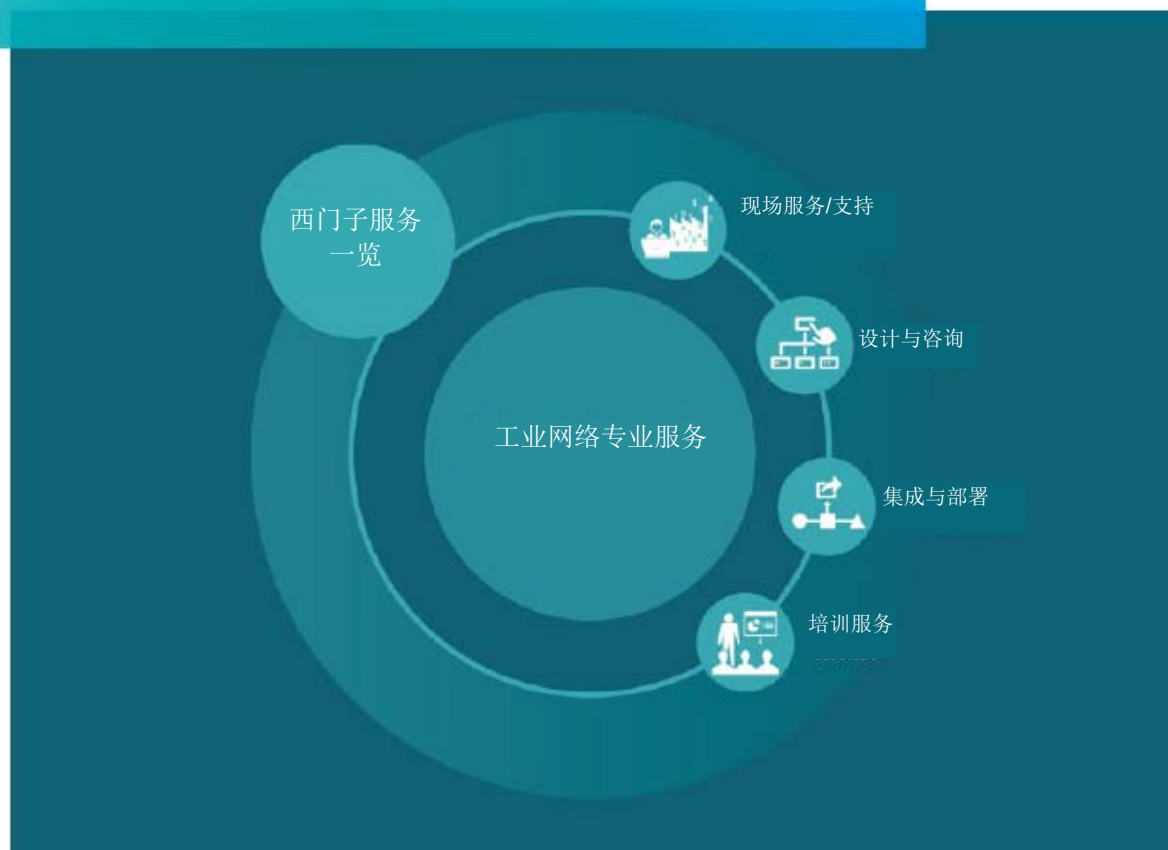 西门子服务
一览
现场服务/支持
设计与咨询
工业网络专业服务
集成与部署
培训服务